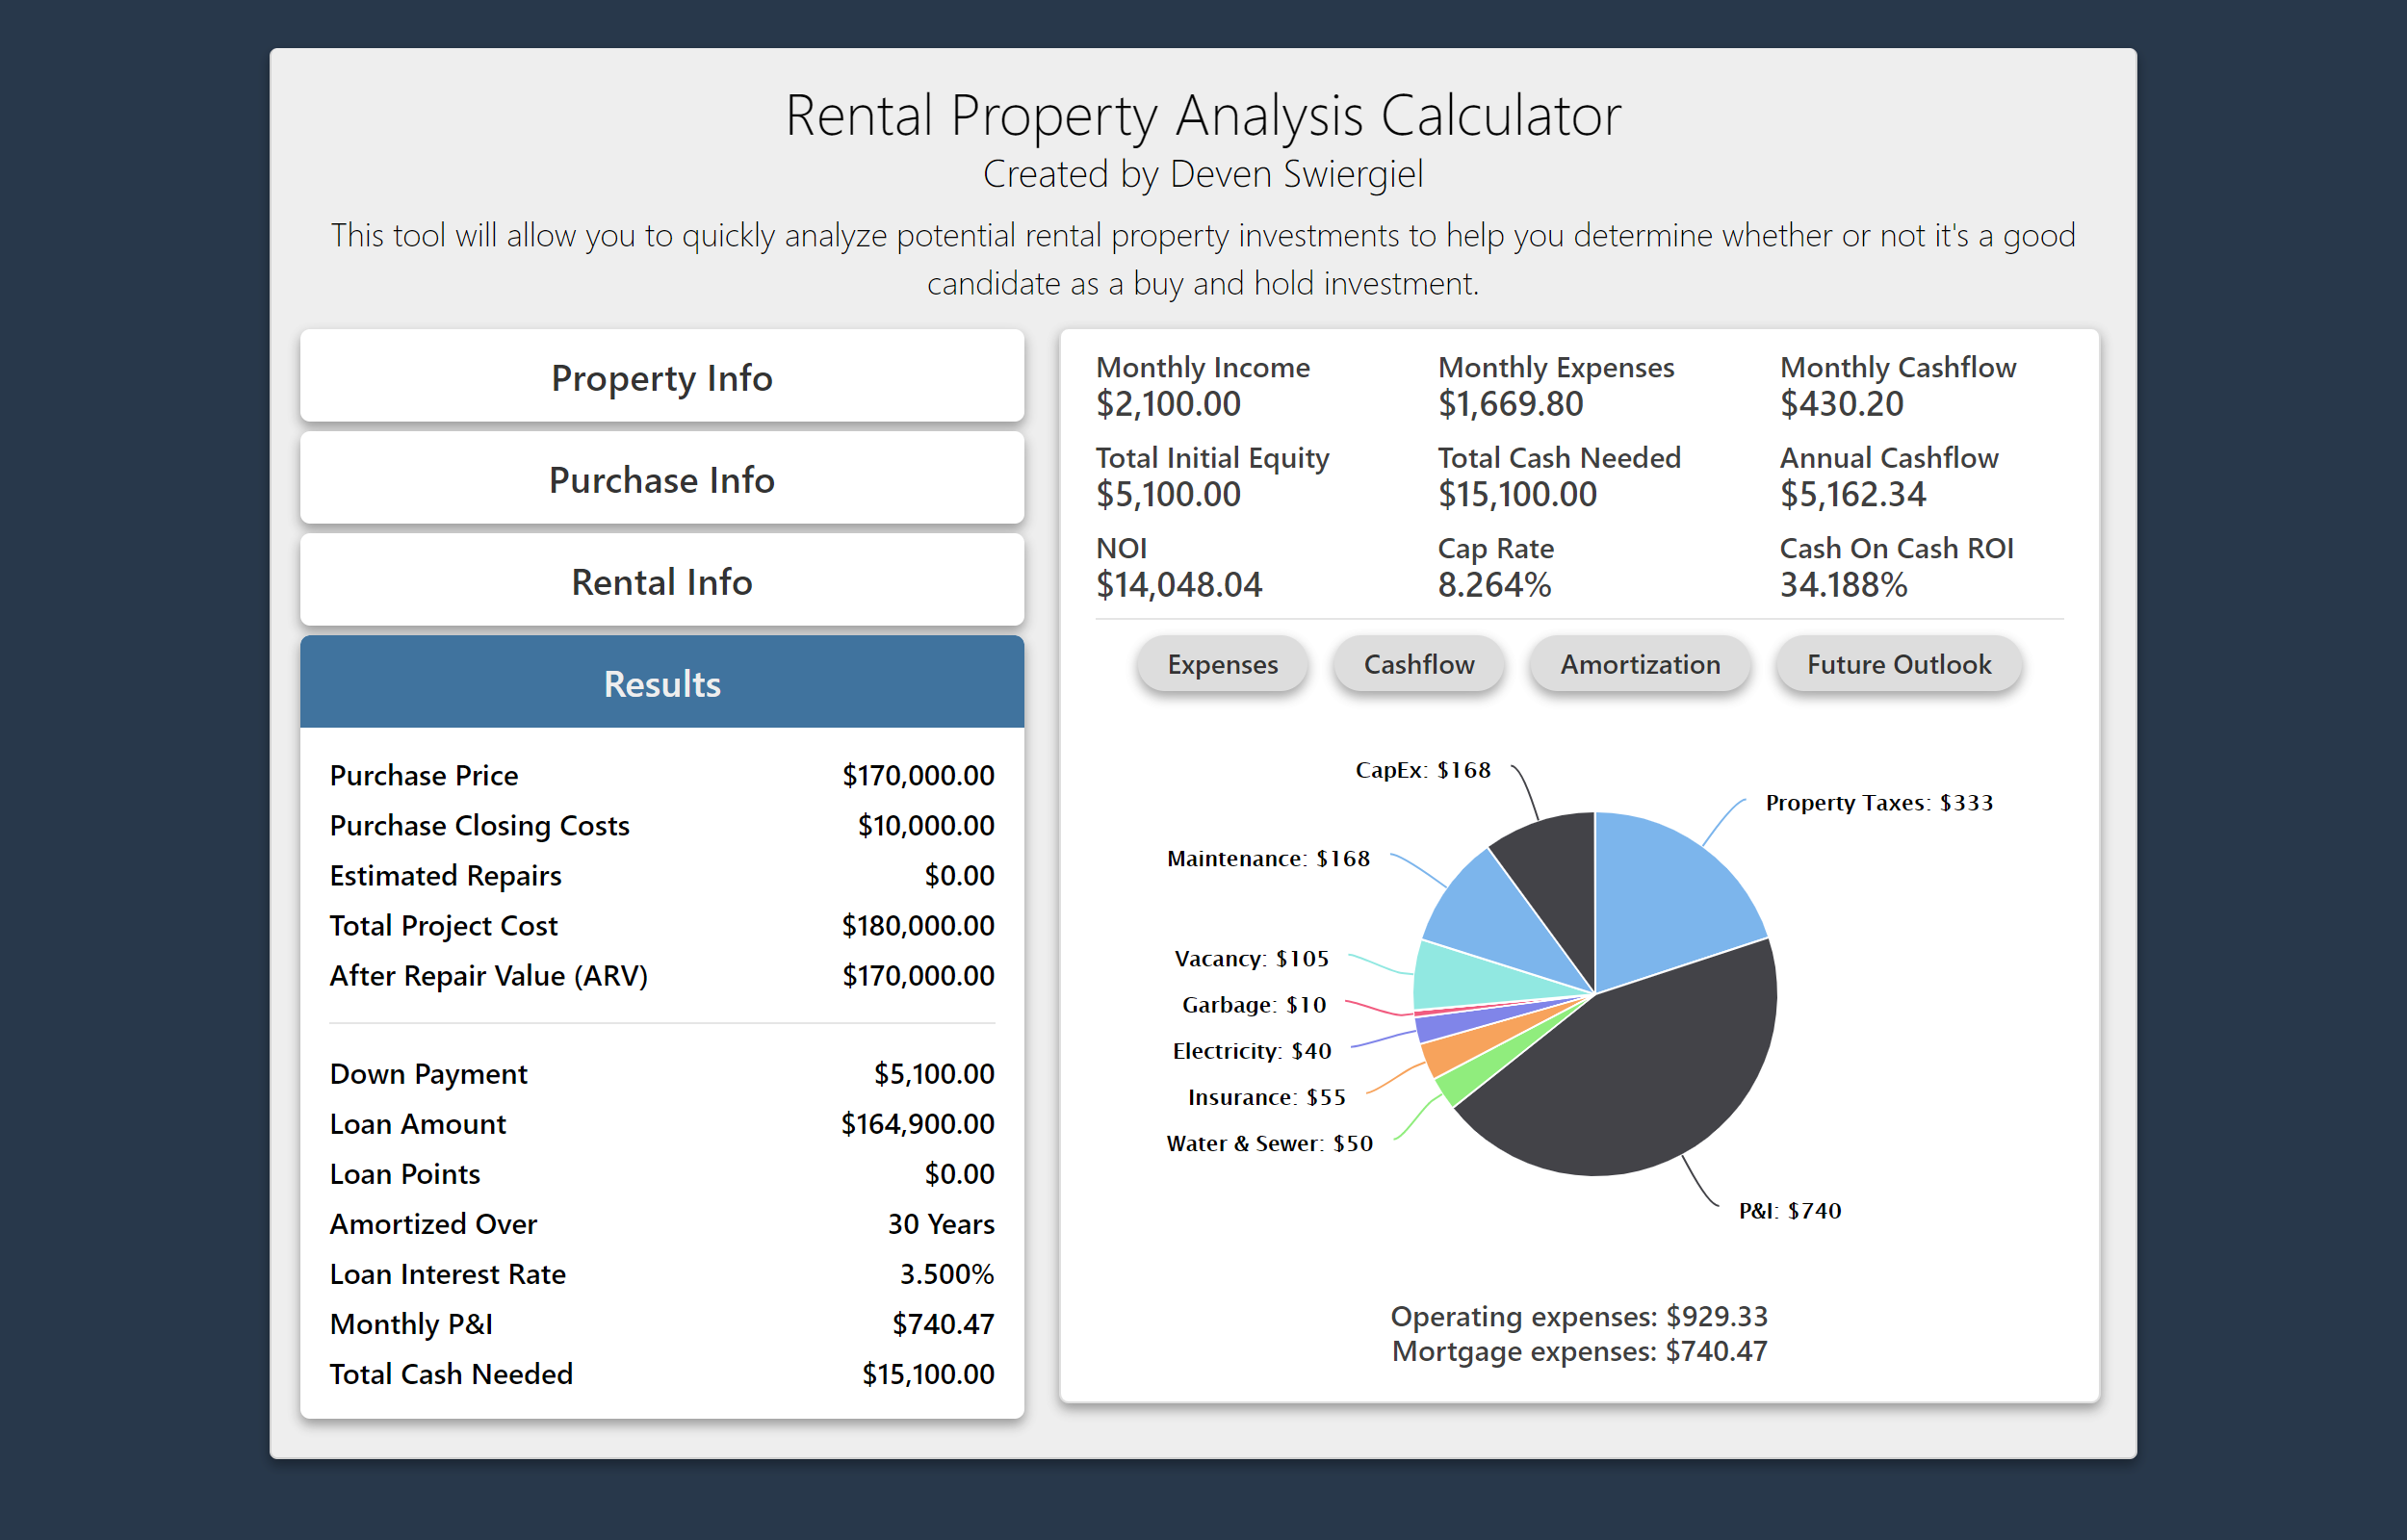 Rental Property Analysis Calculator
Created by Deven Swiergiel
This tool will allow you to quickly analyze potential rental property investments to help you determine whether or not it's a good
candidate as a buy and hold investment.
Property Info
Purchase Info
Rental Info
Results
Purchase Price $170,000.00
Purchase Closing Costs $10,000.00
Estimated Repairs $0.00
Total Project Cost $180,000.00
After Repair Value (ARV) $170,000.00
Down Payment $5,100.00
Loan Amount $164,900.00
Loan Points $0.00
Amortized Over 30 Years
Loan Interest Rate 3.500%
Monthly P&I $740.47
Total Cash Needed $15,100.00
Monthly Income Monthly Expenses Monthly Cashflow
$2,100.00 $1,669.80 $430.20
Total Initial Equity Total Cash Needed Annual Cashflow
$5,100.00 $15,100.00 $5,162.34
NOI Cap Rate Cash On Cash ROI
$14,048.04 8.264% 34.188%
Expenses Cashflow Amortization Future Outlook
CapEx: $168
Property Taxes: $333
Maintenance: $168
Vacancy: $105
Garbage: $10
Electricity: $40
Insurance: $55
Water & Sewer: $50
P&I: $740
Operating expenses: $929.33
Mortgage expenses: $740.47